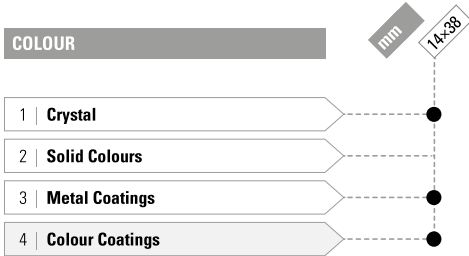 COLOUR
mm
14×38
1 | Crystal
2 | Solid Colours
3 | Metal Coatings
4 | Colour Coatings